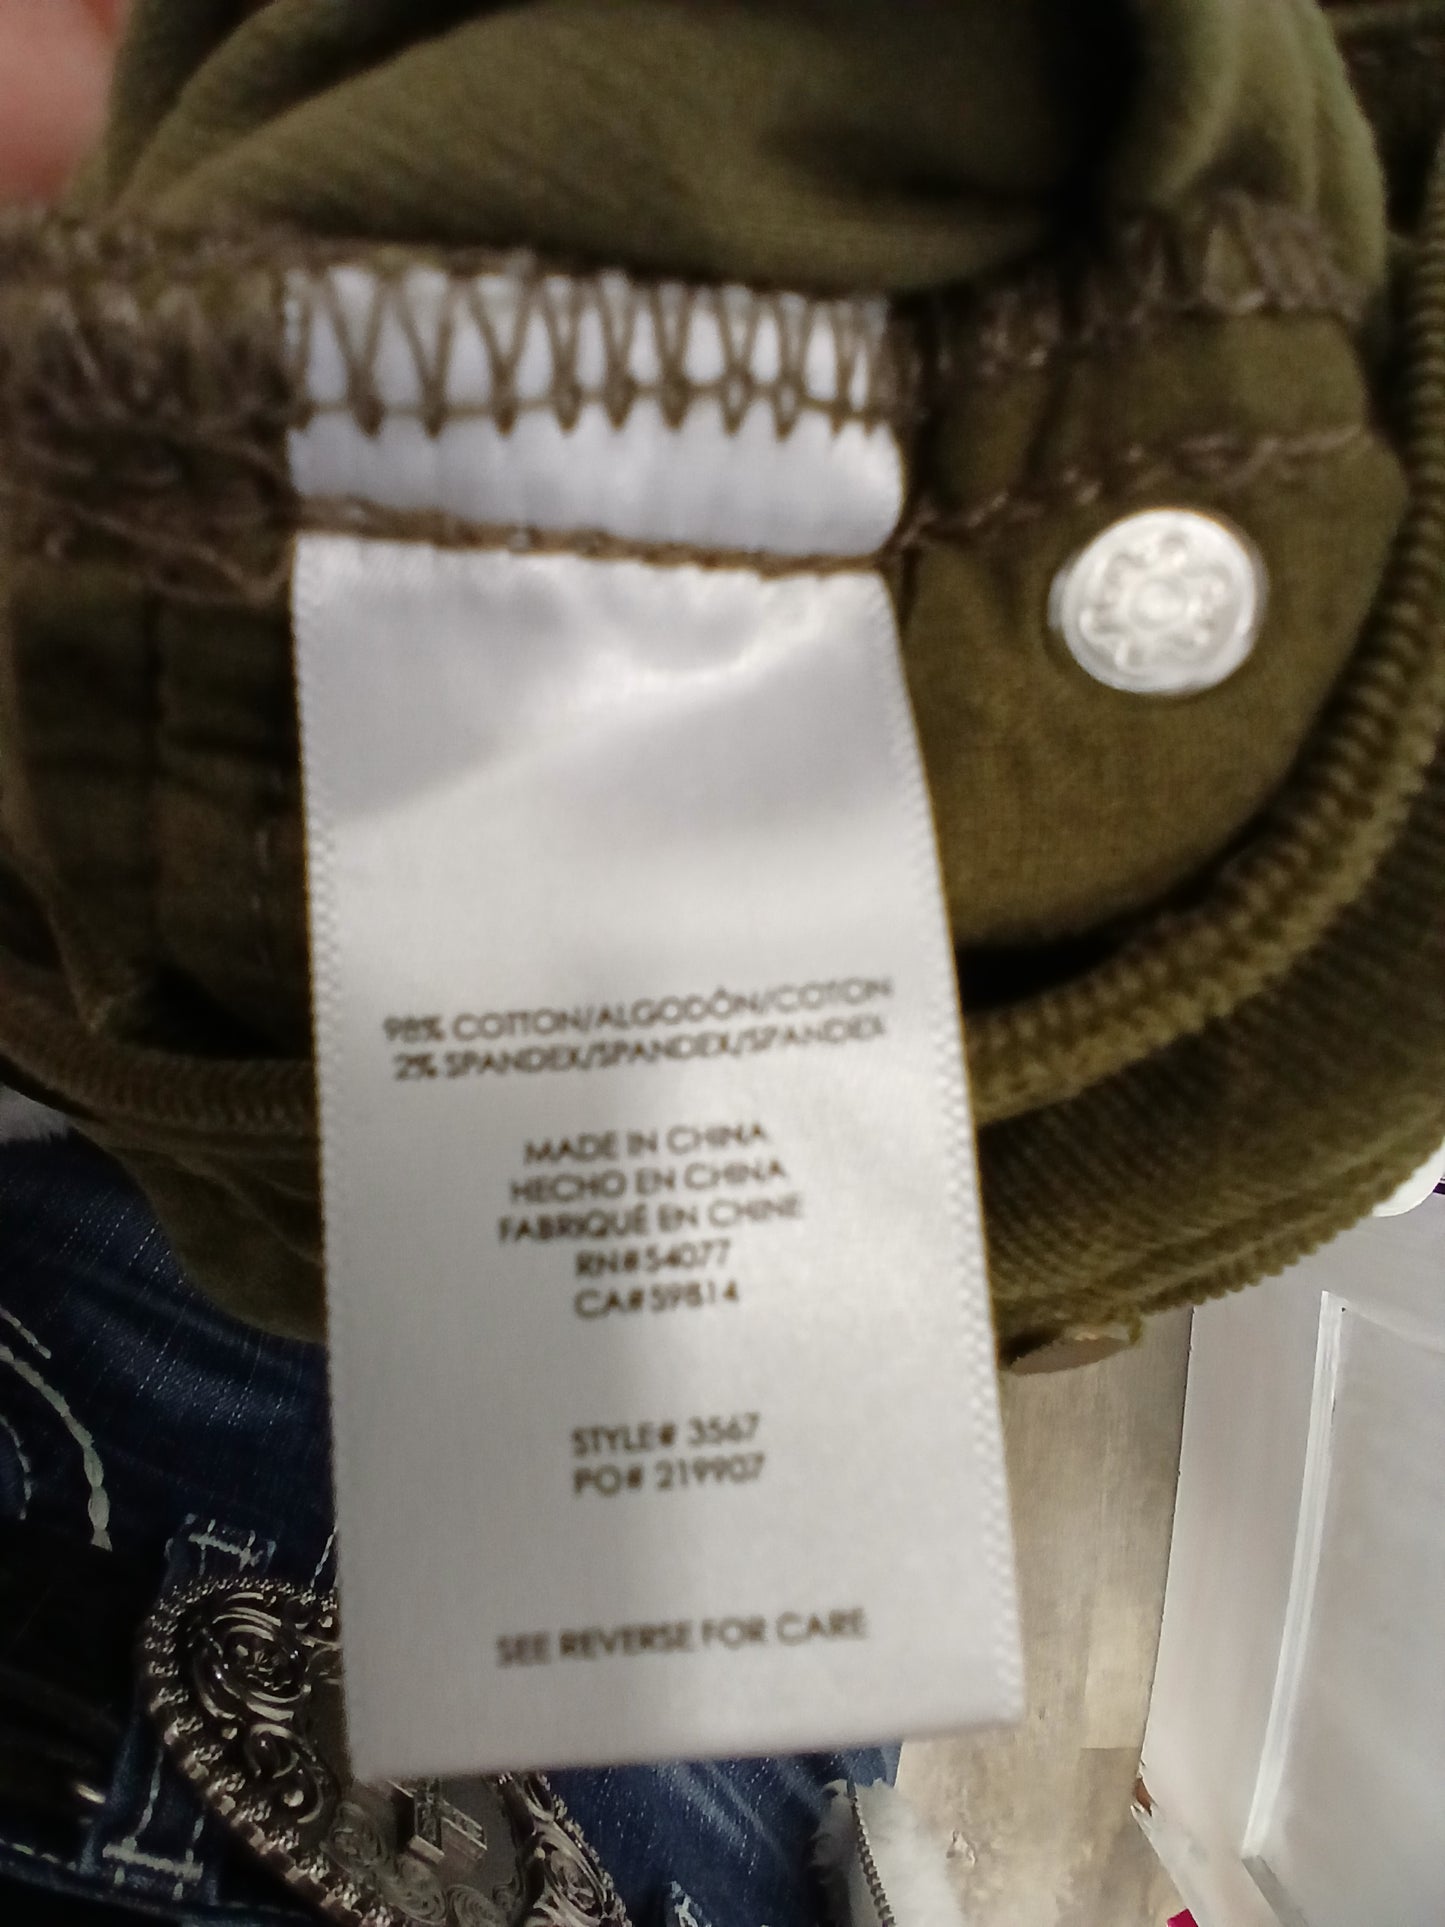 98% COTTON/ALGODÓN/COTON
2% SPANDEX/SPANDEX/SPANDEX
MADE IN CHINA
HECHO EN CHINA
FABRIQUÉ EN CHINE
RN#54077
CA#59814
STYLE# 3567
PO# 219907
SEE REVERSE FOR CARE